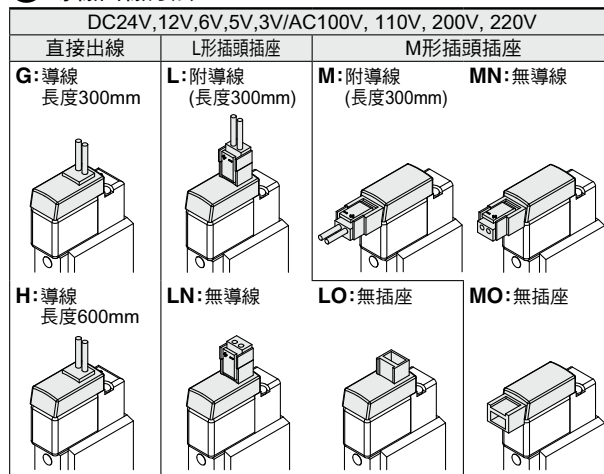 DC24V,12V,6V,5V,3V/AC100V, 110V, 200V, 220V
直接出線 L形插頭插座 M形插頭插座
G:導線 L:附導線 M:附導線 MN:無導線
長度300mm (長度300mm) (長度300mm)
H:導線 LN:無導線 LO:無插座 MO:無插座
長度600mm